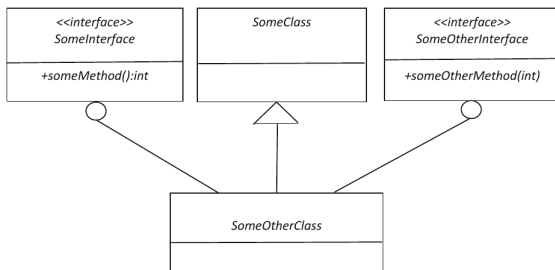 <<interface>>
SomeInterface
+someMethod():int
SomeClass
<<interface>>
SomeOtherInterface
+someOtherMethod(int)
SomeOtherClass